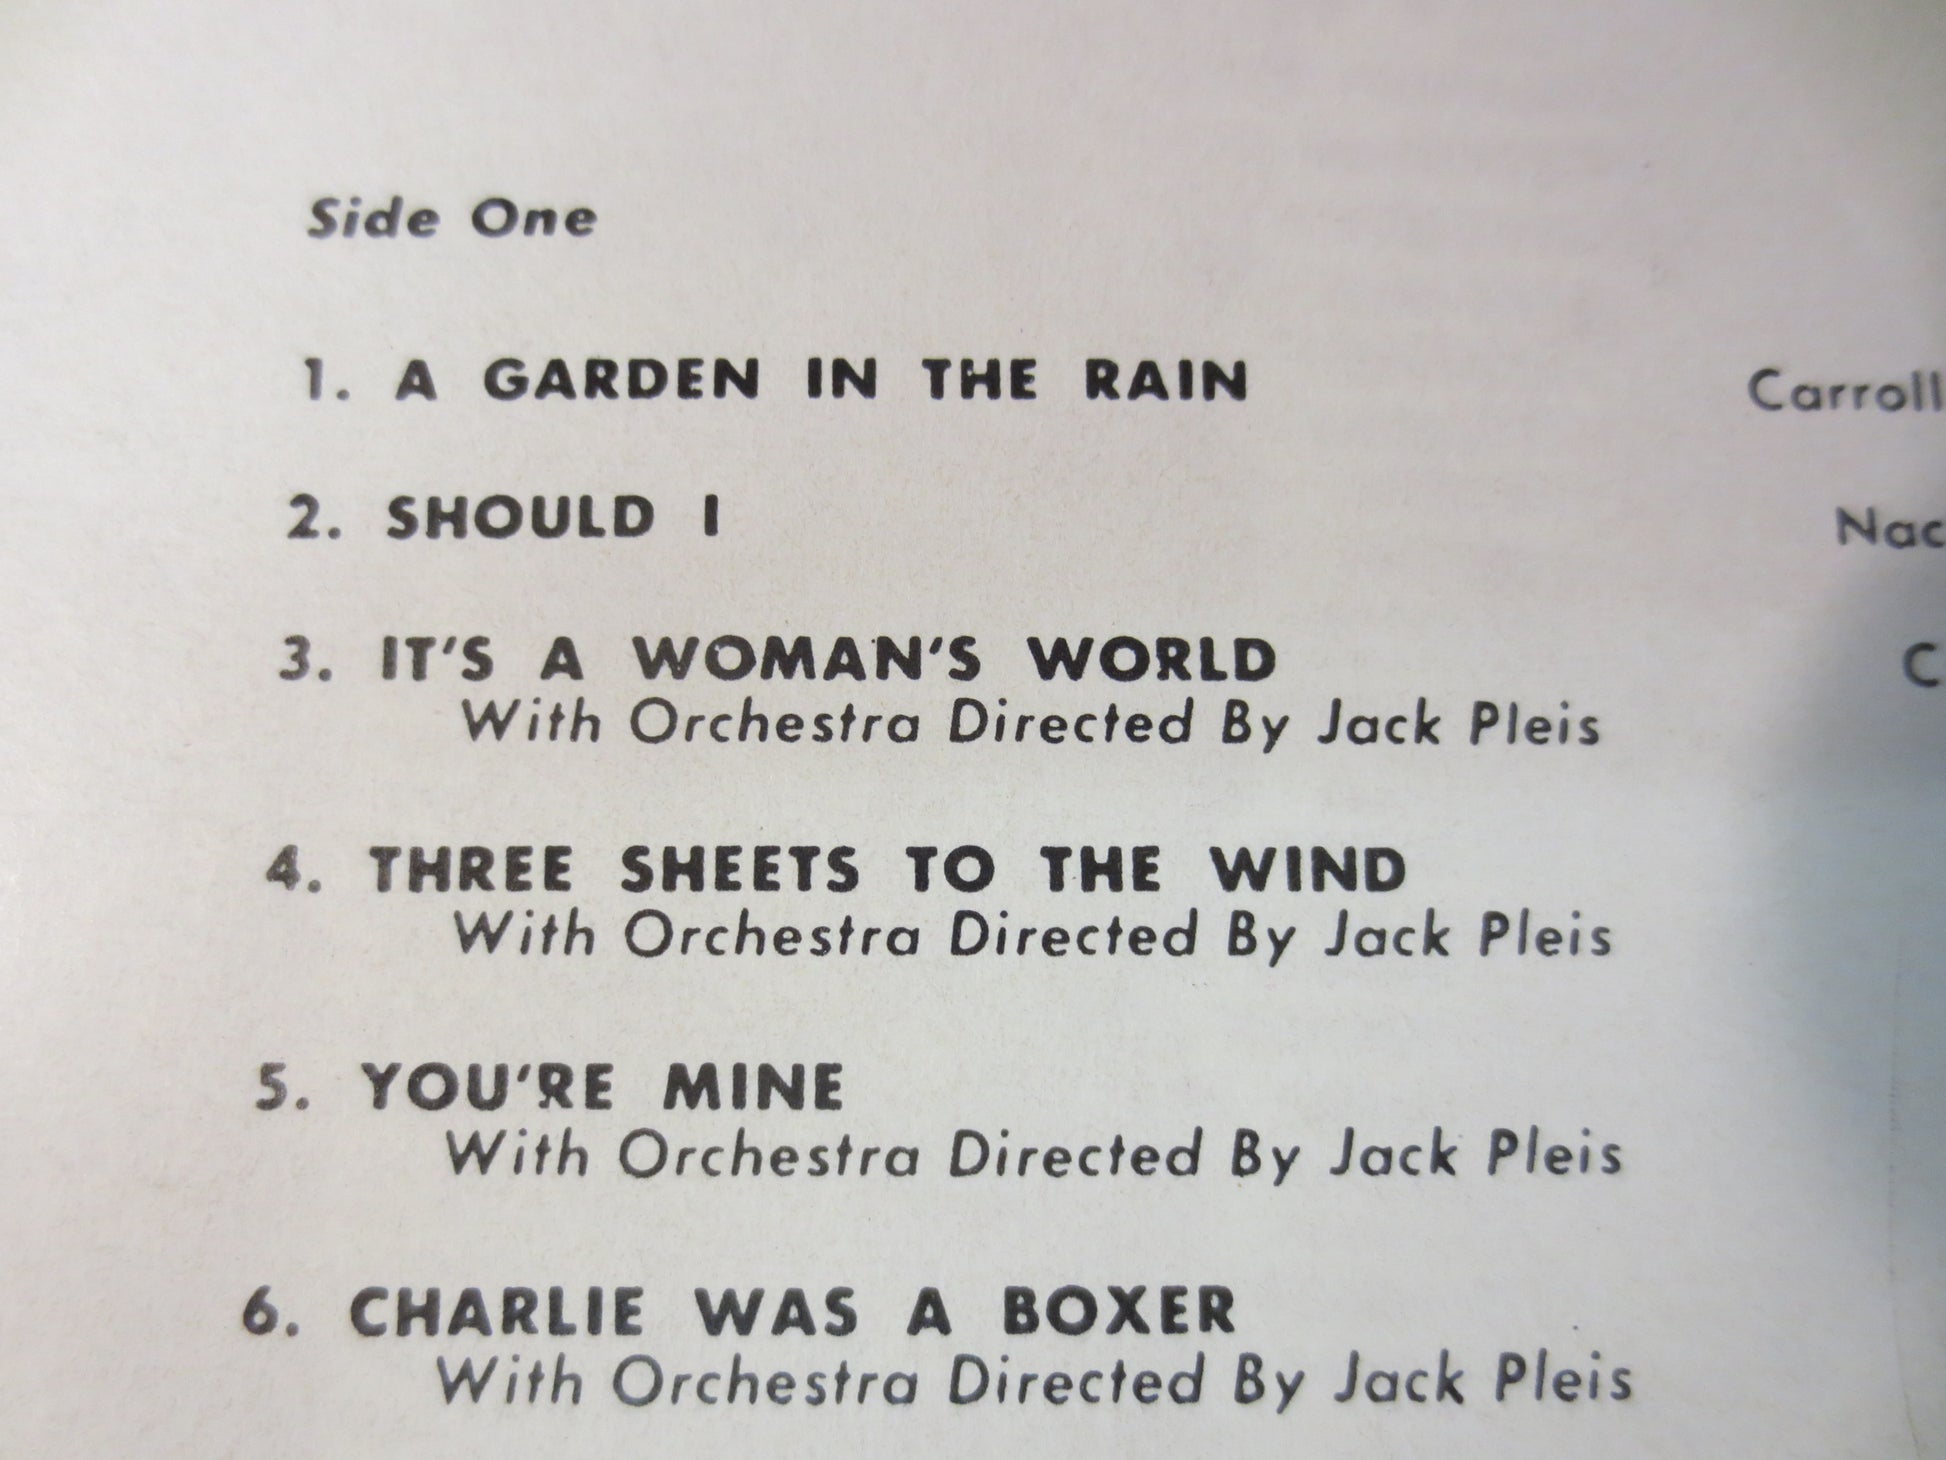 Side One
1. A GARDEN IN THE RAIN Carroll
2. SHOULD I Nac
3. IT'S A WOMAN'S WORLD C
With Orchestra Directed By Jack Pleis
4. THREE SHEETS TO THE WIND
With Orchestra Directed By Jack Pleis
5. YOU'RE MINE
With Orchestra Directed By Jack Pleis
6. CHARLIE WAS A BOXER
With Orchestra Directed By Jack Pleis